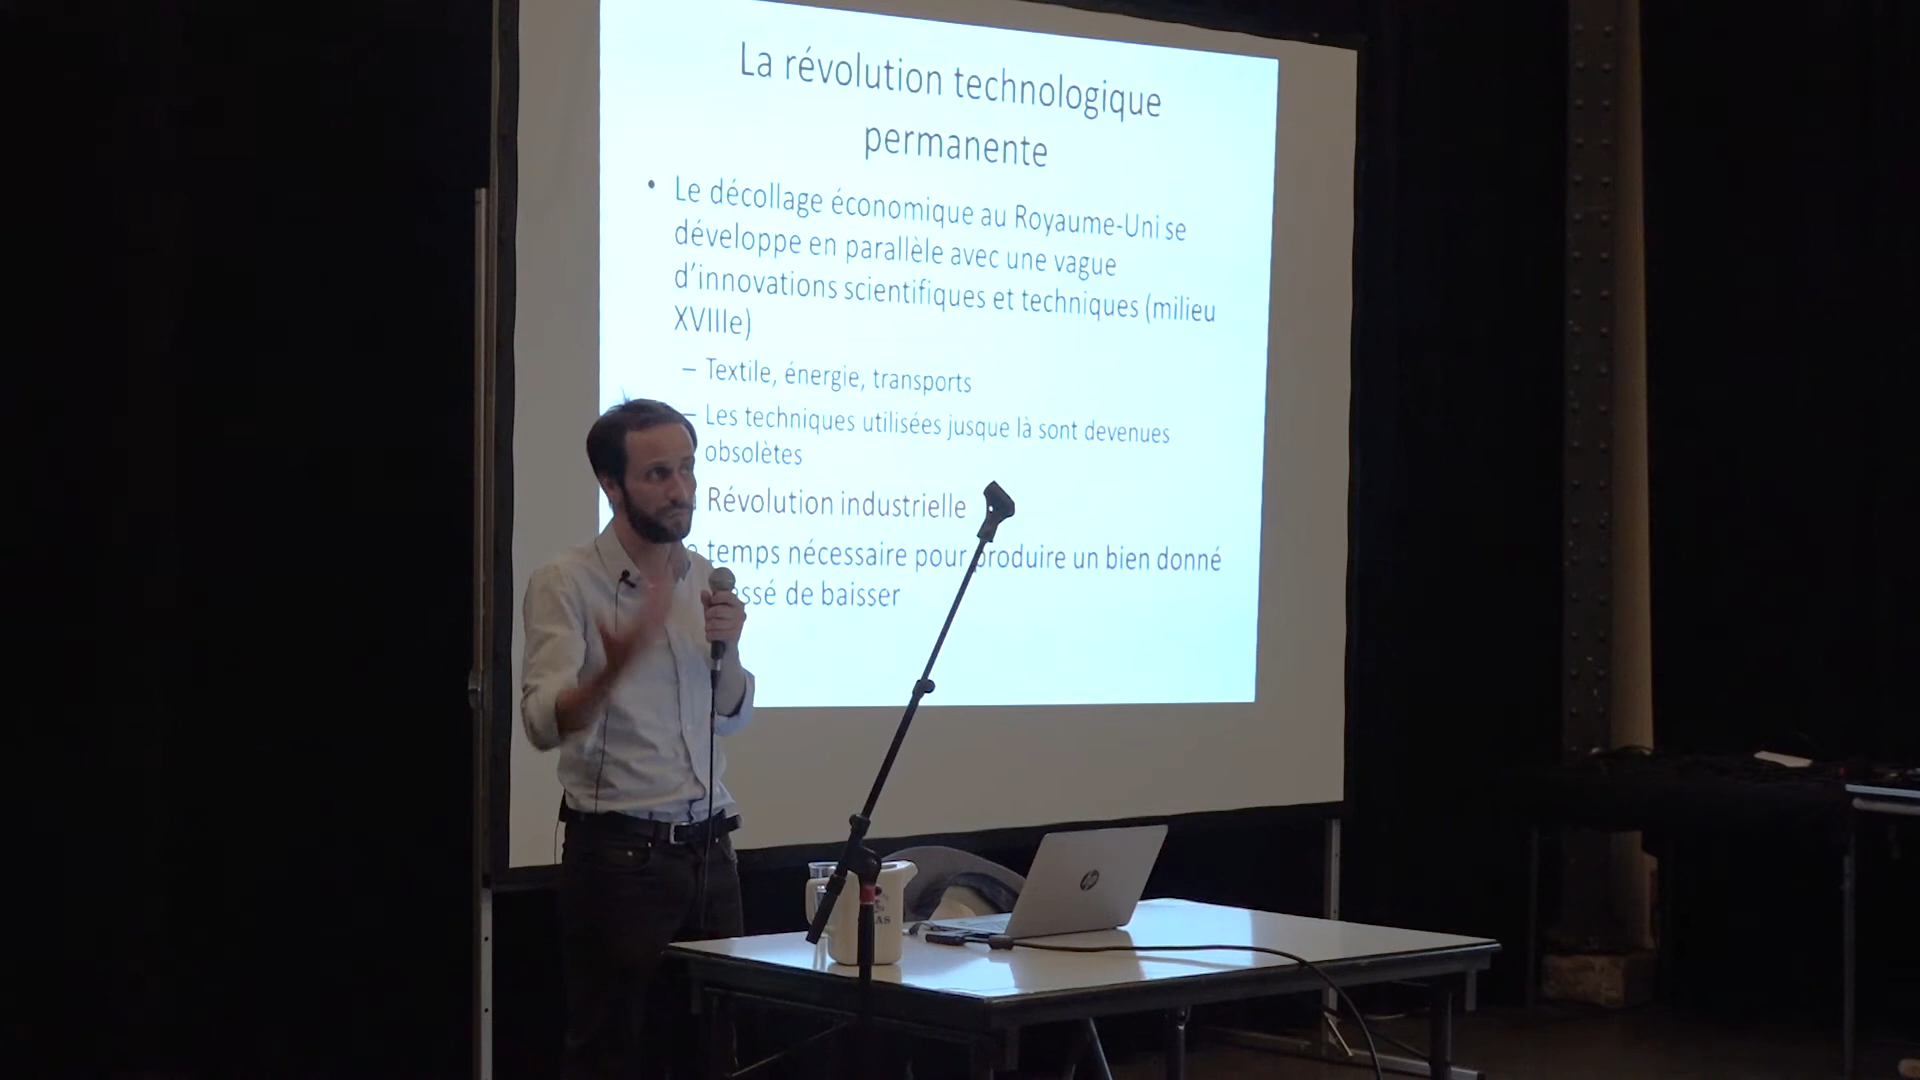 La révolution technologique
permanente
• Le décollage économique au Royaume-Uni se
développe en parallèle avec une vague
d’innovations scientifiques et techniques (milieu
XVIIIe)
– Textile, énergie, transports
– Les techniques utilisées jusque là sont devenues
obsolètes
Révolution industrielle
temps nécessaire pour produire un bien donné
de baisser
hp